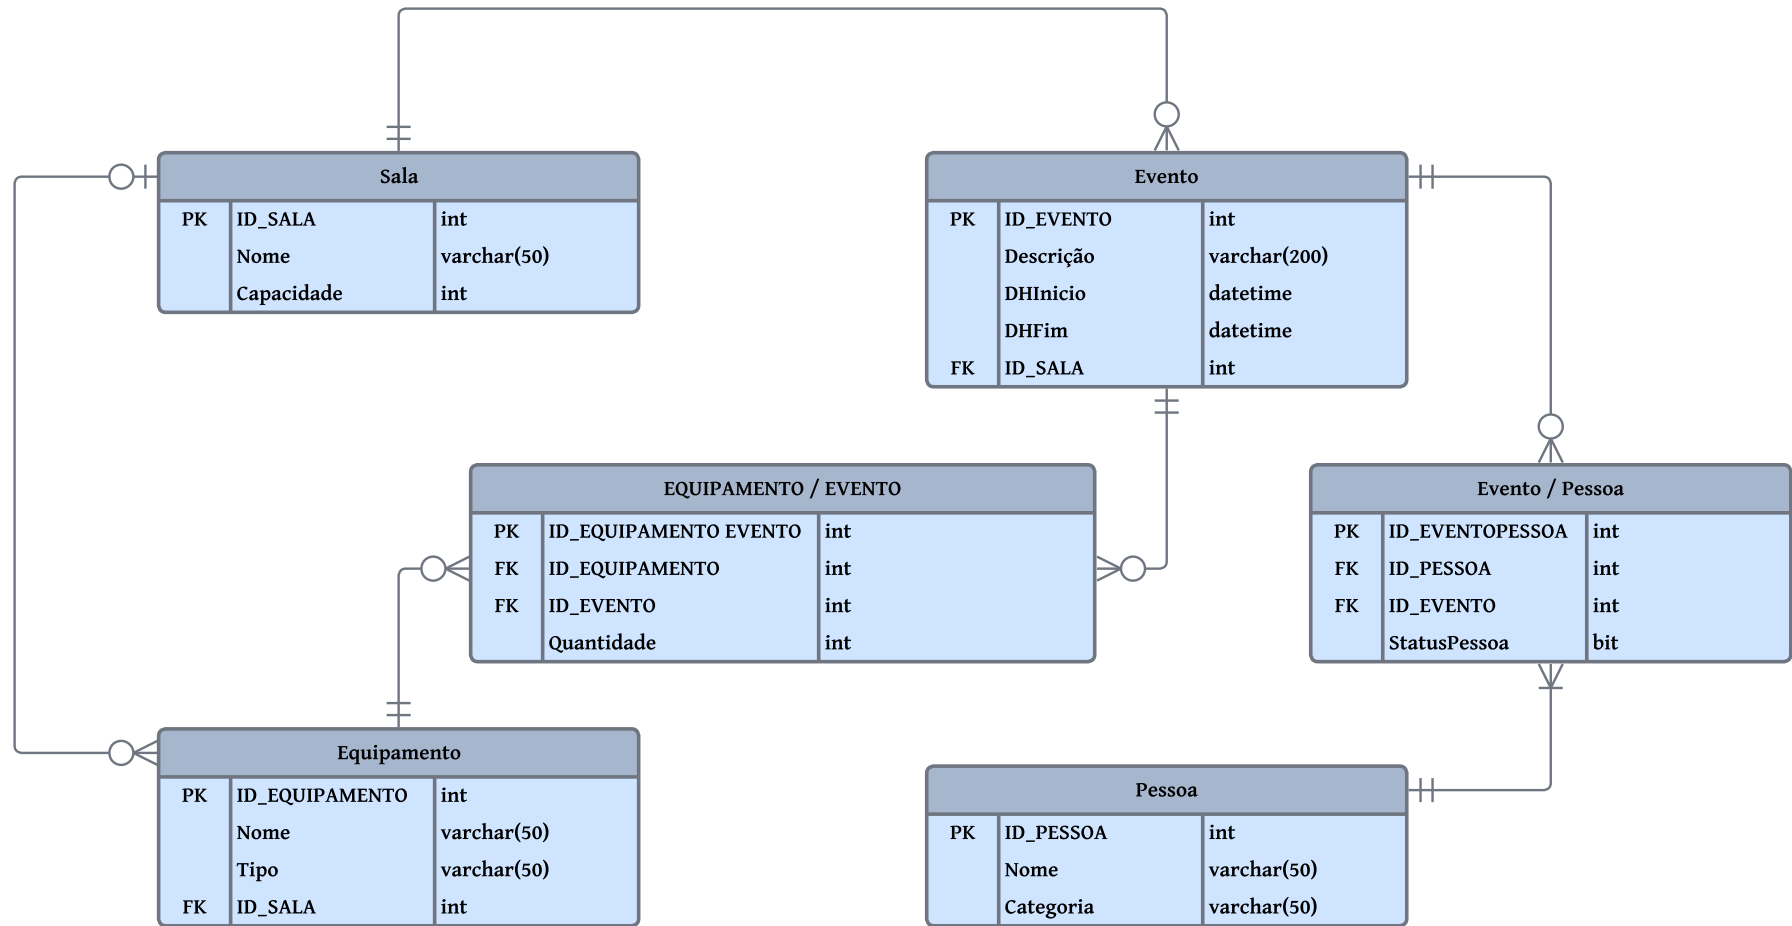 Sala
PK ID_SALA int
Nome varchar(50)
Capacidade int
Evento
PK ID_EVENTO int
Descrição varchar(200)
DHInicio datetime
DHFim datetime
FK ID_SALA int
EQUIPAMENTO / EVENTO
PK ID_EQUIPAMENTO EVENTO int
FK ID_EQUIPAMENTO int
FK ID_EVENTO int
Quantidade int
Evento / Pessoa
PK ID_EVENTOPESSOA int
FK ID_PESSOA int
FK ID_EVENTO int
StatusPessoa bit
Equipamento
PK ID_EQUIPAMENTO int
Nome varchar(50)
Tipo varchar(50)
FK ID_SALA int
Pessoa
PK ID_PESSOA int
Nome varchar(50)
Categoria varchar(50)